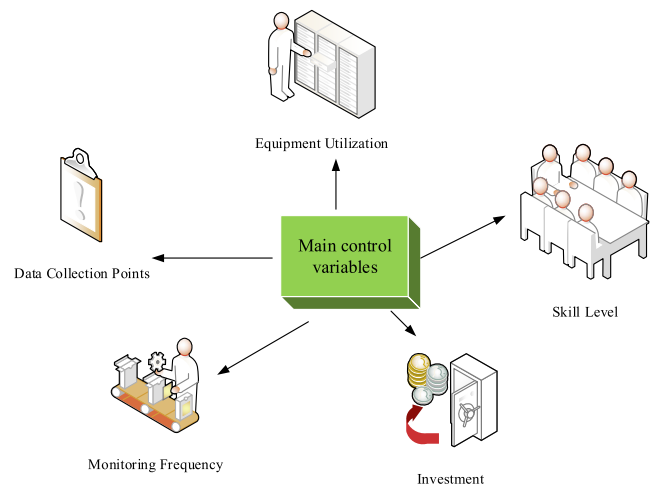 Equipment Utilization
Main control
variables
Data Collection Points
Skill Level
Monitoring Frequency
Investment